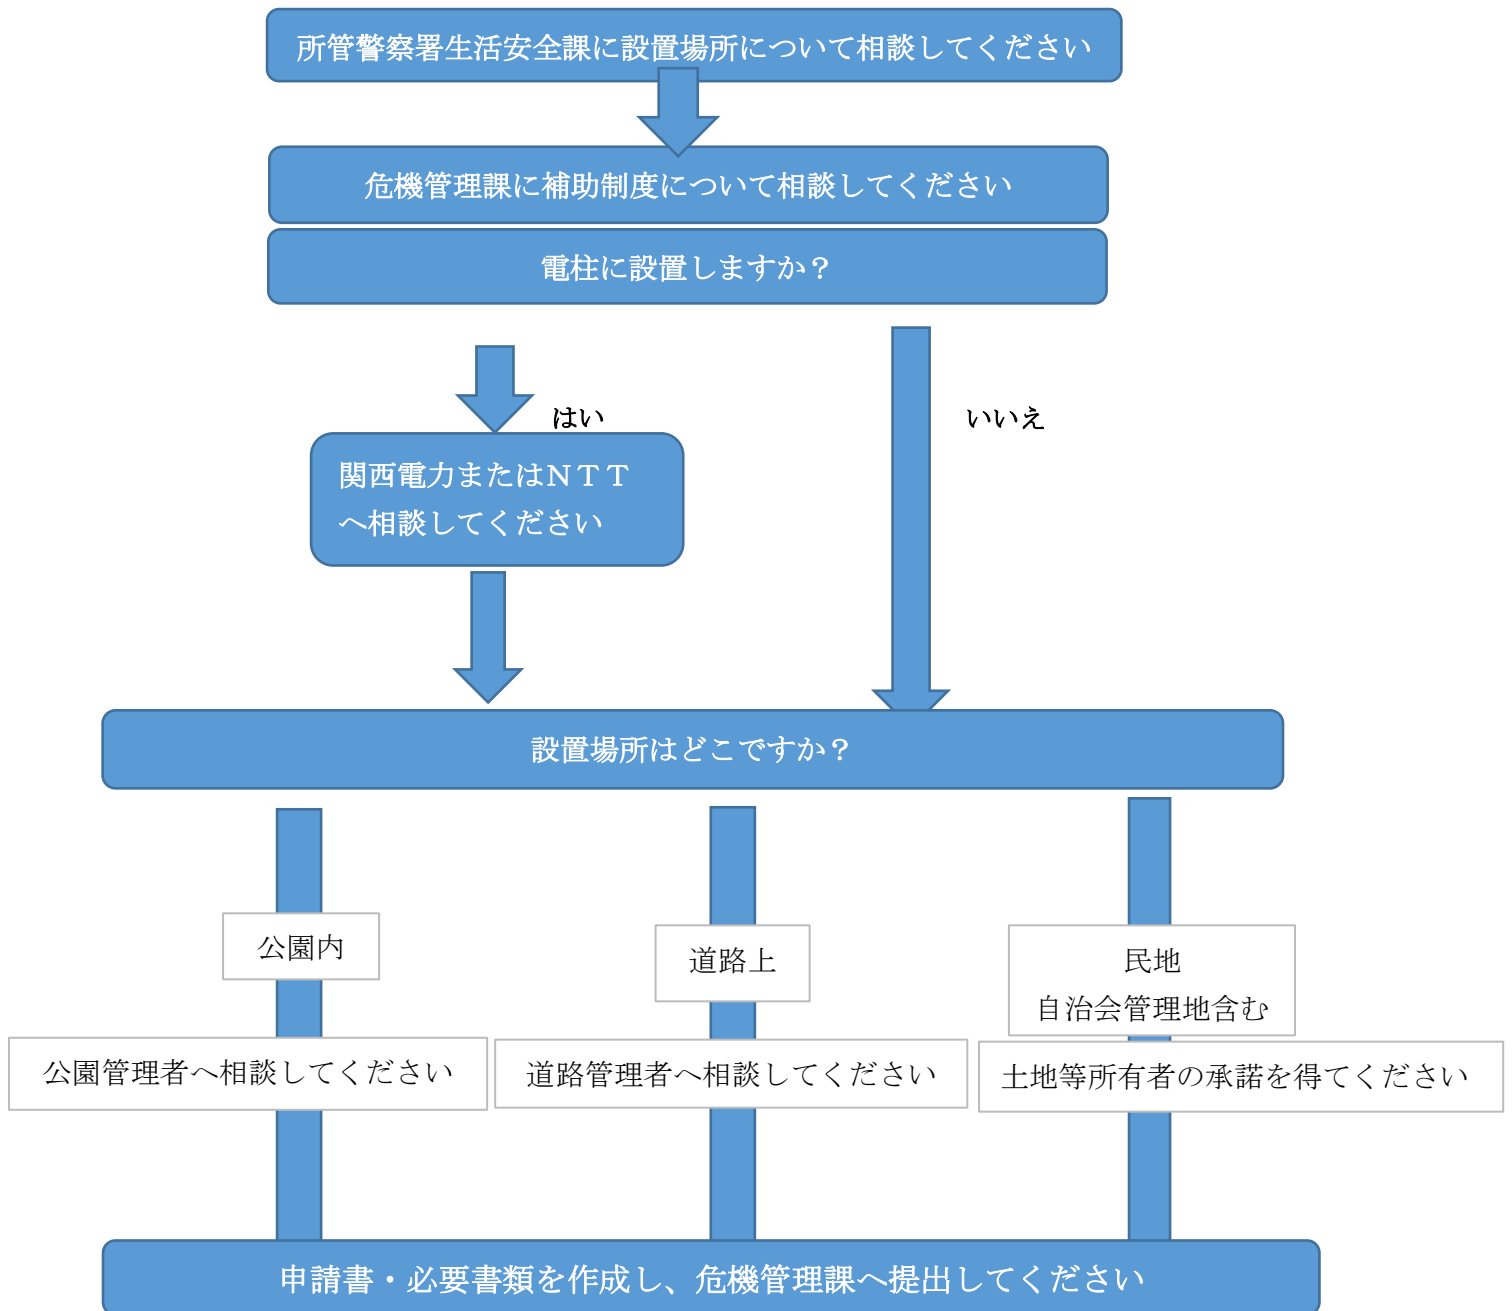 所管警察署生活安全課に設置場所について相談してください
危機管理課に補助制度について相談してください
電柱に設置しますか？
はい
いいえ
関西電力またはＮＴＴ
へ相談してください
設置場所はどこですか？
公園内
道路上
民地
自治会管理地含む
公園管理者へ相談してください
道路管理者へ相談してください
土地等所有者の承諾を得てください
申請書・必要書類を作成し、危機管理課へ提出してください